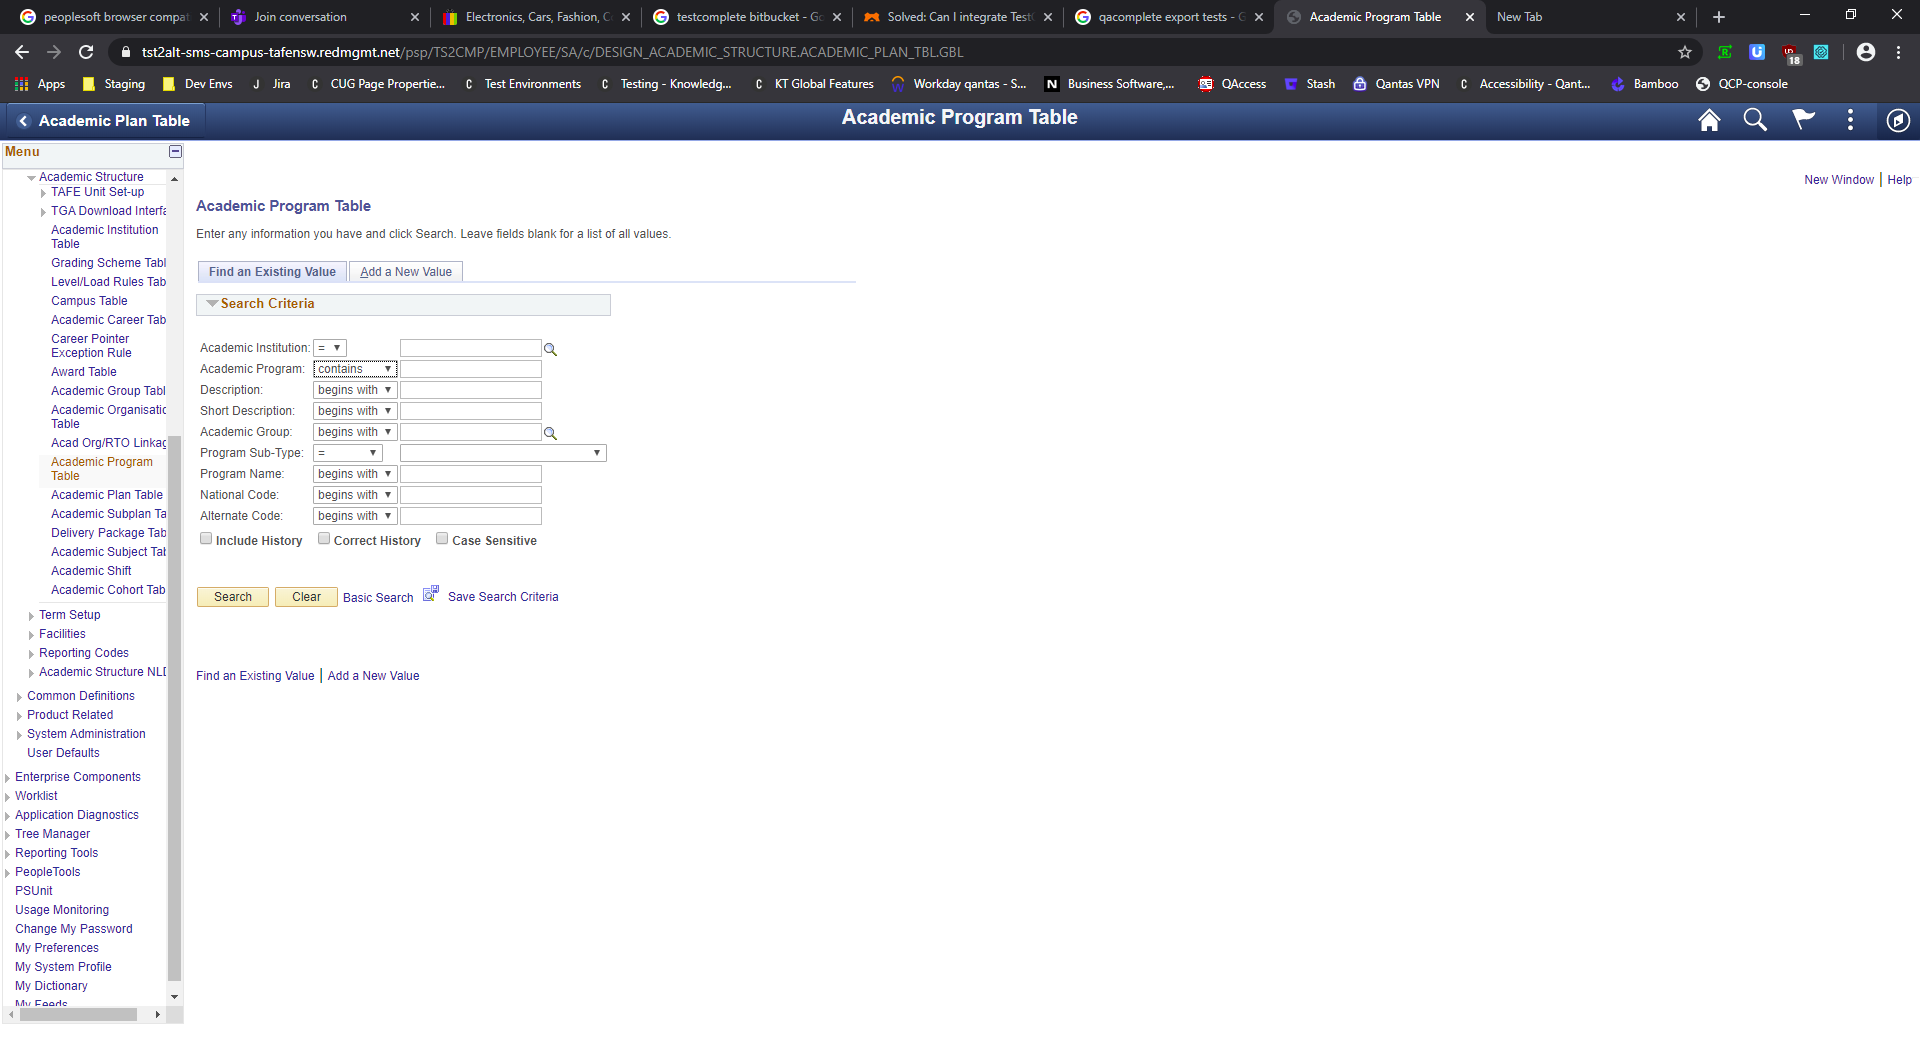 peoplesoft browser compat
Join conversation
Electronics, Cars, Fashion, C
testcomplete bitbucket - Go
Solved: Can I integrate Test
qacomplete export tests - G
Academic Program Table
New Tab
tst2alt-sms-campus-tafensw.redmgmt.net/psp/TS2CMP/EMPLOYEE/SA/c/DESIGN_ACADEMIC_STRUCTURE.ACADEMIC_PLAN_TBL.GBL
18
Apps
Staging
Dev Envs
Jira
CUG Page Propertie...
Test Environments
Testing - Knowledg...
KT Global Features
Workday qantas - S...
Business Software,...
QAccess
Stash
Qantas VPN
Accessibility - Qant...
Bamboo
QCP-console
Academic Plan Table
Academic Program Table
Menu
Academic Structure
TAFE Unit Set-up
TGA Download Interfa
Academic Institution
Table
Grading Scheme Tabl
Level/Load Rules Tab
Campus Table
Academic Career Tab
Career Pointer
Exception Rule
Award Table
Academic Group Tabl
Academic Organisatio
Table
Acad Org/RTO Linkag
Academic Program
Table
Academic Plan Table
Academic Subplan Ta
Delivery Package Tab
Academic Subject Tab
Academic Shift
Academic Cohort Tab
Term Setup
Facilities
Reporting Codes
Academic Structure NLD
Common Definitions
Product Related
System Administration
User Defaults
Enterprise Components
Worklist
Application Diagnostics
Tree Manager
Reporting Tools
PeopleTools
PSUnit
Usage Monitoring
Change My Password
My Preferences
My System Profile
My Dictionary
My Feeds
New Window | Help
Academic Program Table
Enter any information you have and click Search. Leave fields blank for a list of all values.
Find an Existing Value
Add a New Value
Search Criteria
Academic Institution: =
Academic Program: contains
Description: begins with
Short Description: begins with
Academic Group: begins with
Program Sub-Type: =
Program Name: begins with
National Code: begins with
Alternate Code: begins with
Include History Correct History Case Sensitive
Search Clear Basic Search Save Search Criteria
Find an Existing Value | Add a New Value